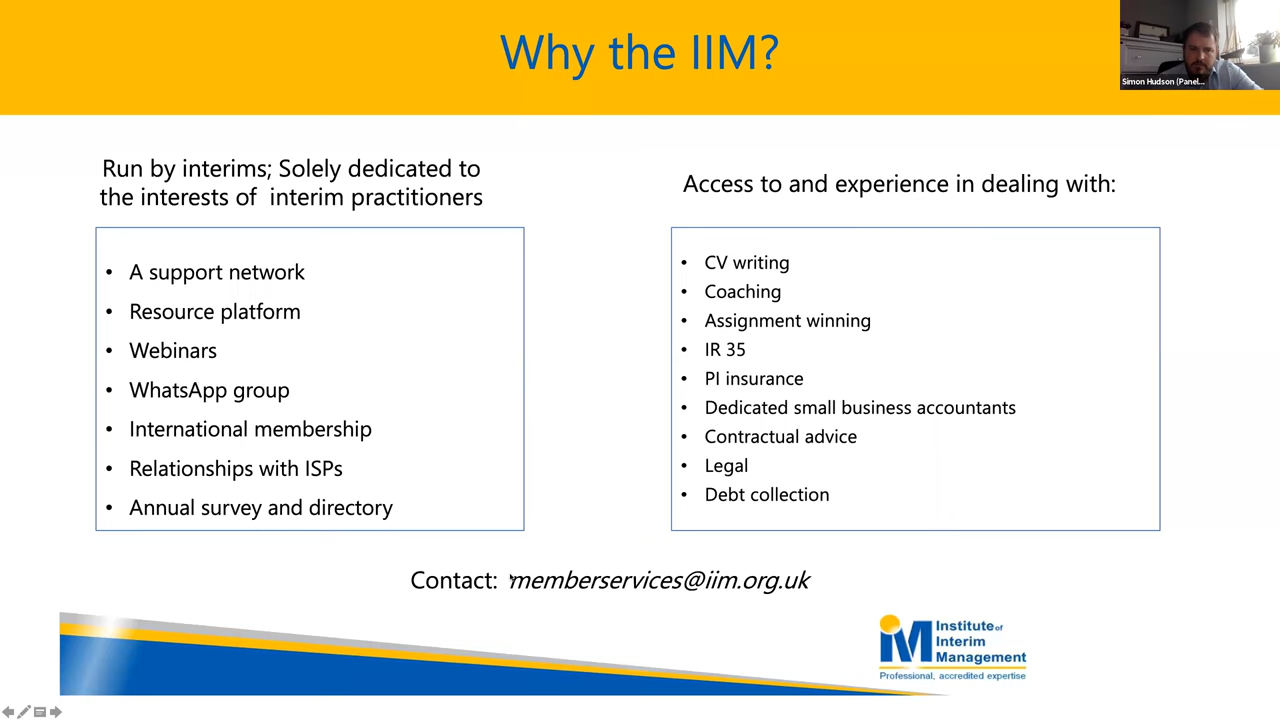 Why the IIM?
Simon Hudson (Panel...
Run by interims; Solely dedicated to
the interests of interim practitioners
• A support network
• Resource platform
• Webinars
• WhatsApp group
• International membership
• Relationships with ISPs
• Annual survey and directory
Access to and experience in dealing with:
• CV writing
• Coaching
• Assignment winning
• IR 35
• PI insurance
• Dedicated small business accountants
• Contractual advice
• Legal
• Debt collection
Contact: memberservices@iim.org.uk
iM Institute of
Interim
Management
Professional, accredited expertise